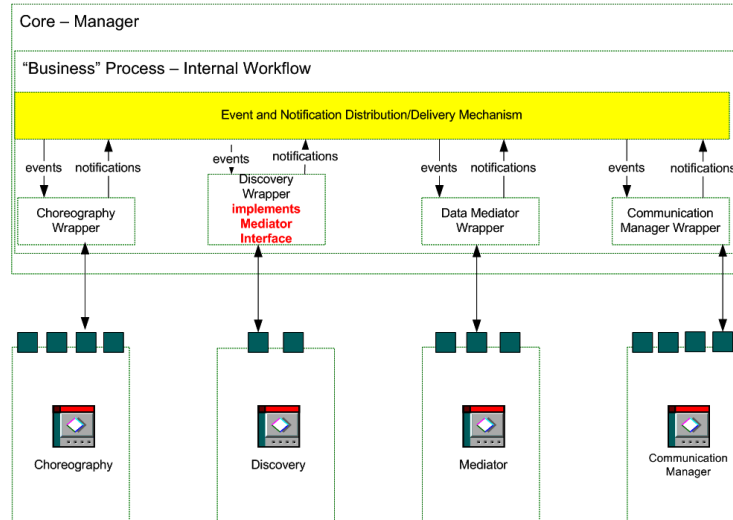 Core – Manager
“Business” Process – Internal Workflow
Event and Notification Distribution/Delivery Mechanism
events
notifications
events
notifications
events
notifications
events
notifications
Choreography
Wrapper
Discovery
Wrapper
implements
Mediator
Interface
Data Mediator
Wrapper
Communication
Manager Wrapper
Choreography
Discovery
Mediator
Communication
Manager